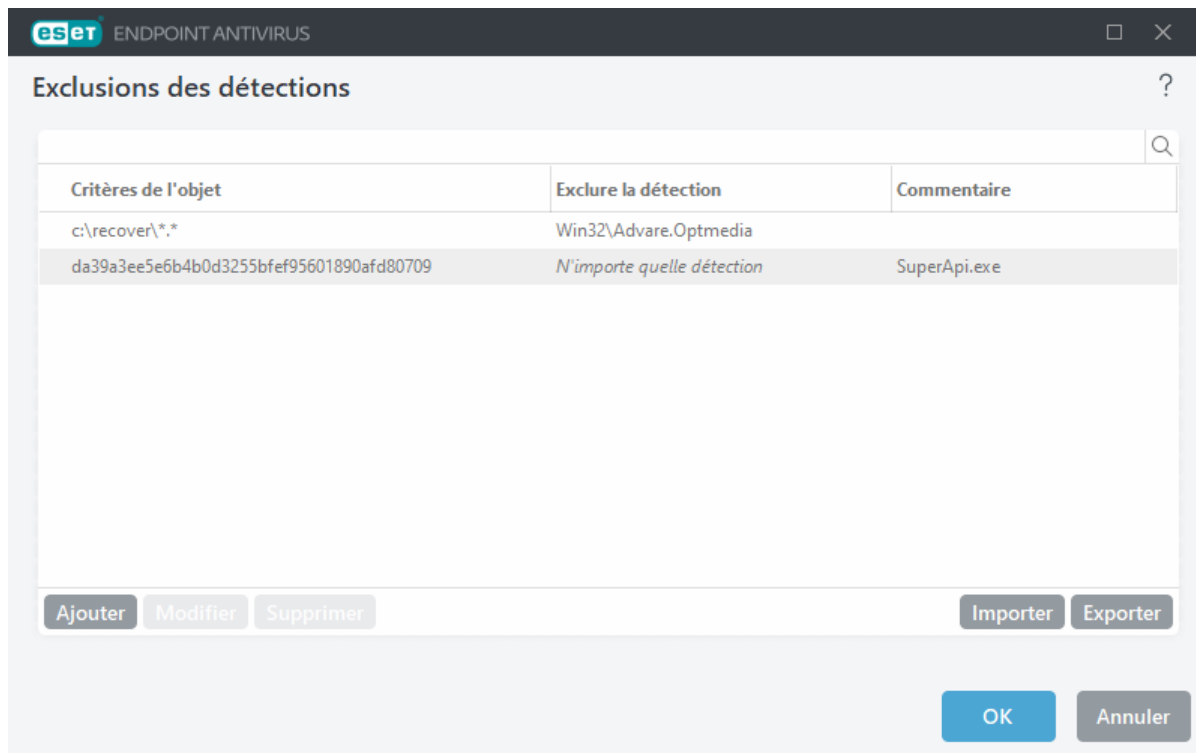 eset ENDPOINT ANTIVIRUS
Exclusions des détections
?
Critères de l'objet Exclure la détection Commentaire
c:\recover\*.* Win32\Advare.Optmedia
da39a3ee5e6b4b0d3255bfef95601890afd80709 N'importe quelle détection SuperApi.exe
Ajouter Modifier Supprimer Importer Exporter
OK Annuler